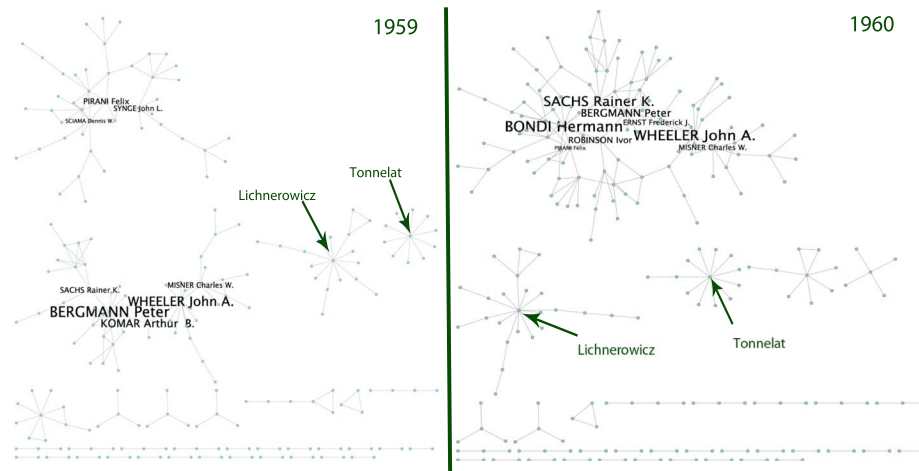 1959
PIRANI Felix
SYNGE John L.
SCIAMA Dennis W.
Lichnerowicz
Tonnelat
SACHS Rainer K.
MISNER Charles W.
WHEELER John A.
BERGMANN Peter
KOMAR Arthur B.
1960
SACHS Rainer K.
BERGMANN Peter
ERNST Frederick J.
BONDI Hermann
WHEELER John A.
ROBINSON Ivor
PIRANI Felix
MISNER Charles W.
Lichnerowicz
Tonnelat